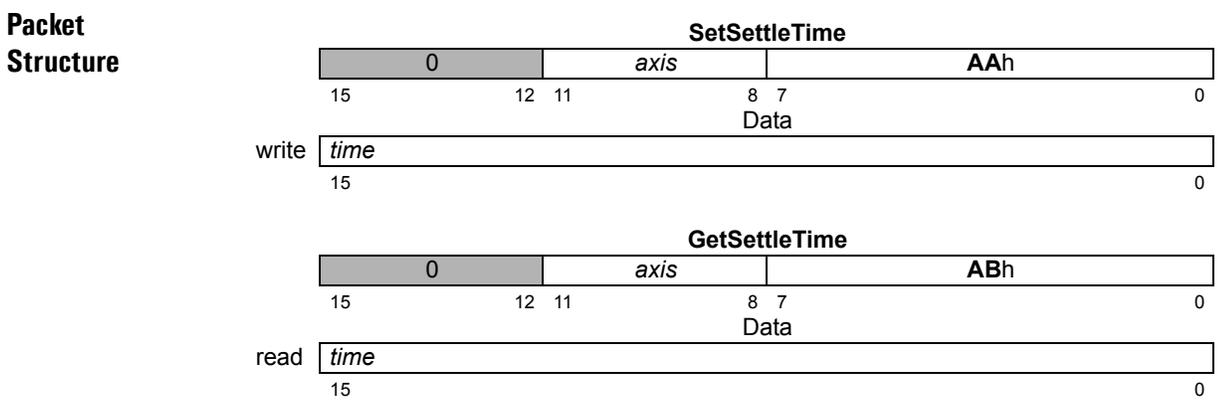 Packet
Structure
SetSettleTime
0 axis AAh
15 12 11 8 7 0
Data
write time
15 0
GetSettleTime
0 axis ABh
15 12 11 8 7 0
Data
read time
15 0